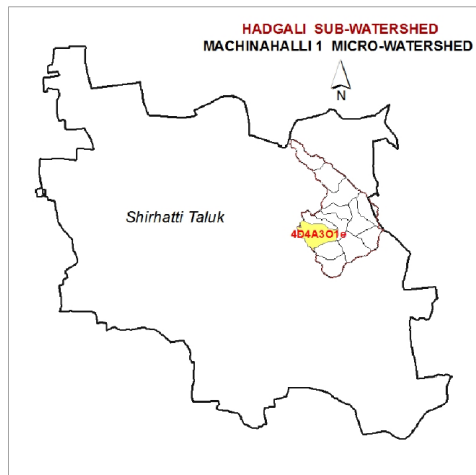 HADGALI SUB-WATERSHED
MACHINAHALLI 1 MICRO-WATERSHED
N
Shirhatti Taluk
4D4A3O1e